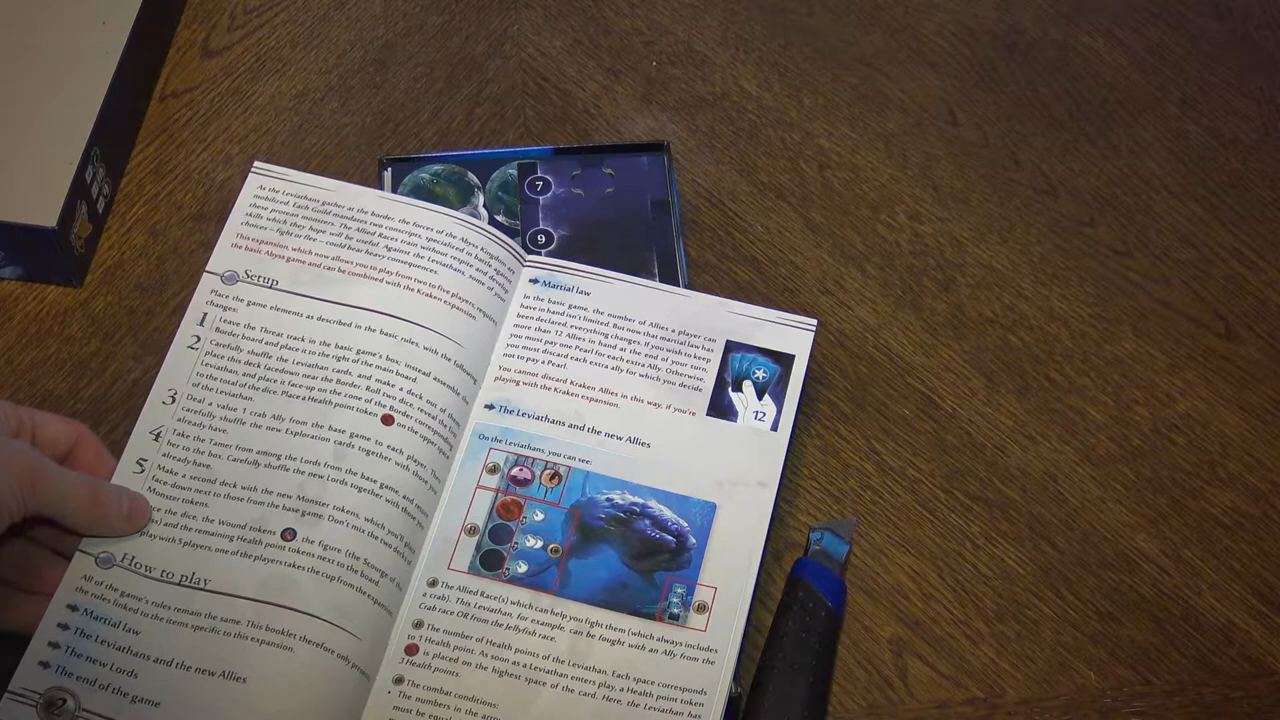 As the Leviathans gather at the border, the forces of the Abyss Kingdom are
mobilized. Each Guild mandates two conscripts, specialized in battle against
these protean monsters. The Allied Races train without respite and develop
skills which they hope will be useful. Against the Leviathans, some of your
choices – fight or flee – could bear heavy consequences.
This expansion, which now allows you to play from two to five players, requires
the basic Abyss game and can be combined with the Kraken expansion.
Setup
Place the game elements as described in the basic rules, with the following
changes:
1 Leave the Threat track in the basic game's box; instead assemble the
Border board and place it to the right of the main board.
2 Carefully shuffle the Leviathan cards, and make a deck out of them;
place this deck facedown near the Border. Roll two dice, reveal the first
Leviathan, and place it face-up on the zone of the Border corresponding
to the total of the dice. Place a Health point token on the upper space
of the Leviathan.
3 Deal a value 1 crab Ally from the base game to each player. Then
carefully shuffle the new Exploration cards together with those you
already have.
4 Take the Tamer from among the Lords from the base game, and return
her to the box. Carefully shuffle the new Lords together with those you
already have.
5 Make a second deck with the new Monster tokens, which you'll place
face-down next to those from the base game. Don't mix the two decks of
Monster tokens.
the dice, the Wound tokens , the figure (the Scourge of the
and the remaining Health point tokens next to the board.
play with 5 players, one of the players takes the cup from the expansion.
How to play
All of the game's rules remain the same. This booklet therefore only presents
the rules linked to the items specific to this expansion.
Martial law
The Leviathans and the new Allies
The new Lords
The end of the game
2
7
9
Martial law
In the basic game, the number of Allies a player can
have in hand isn't limited. But now that martial law has
been declared, everything changes. If you wish to keep
more than 12 Allies in hand at the end of your turn,
you must pay one Pearl for each extra Ally. Otherwise,
you must discard each extra ally for which you decide
not to pay a Pearl.
You cannot discard Kraken Allies in this way, if you're
playing with the Kraken expansion.
12
The Leviathans and the new Allies
On the Leviathans, you can see:
A
B
C
D
A The Allied Race(s) which can help you fight them (which always includes
a crab). This Leviathan, for example, can be fought with an Ally from the
Crab race OR from the Jellyfish race.
B The number of Health points of the Leviathan. Each space corresponds
to 1 Health point. As soon as a Leviathan enters play, a Health point token
is placed on the highest space of the card. Here, the Leviathan has
3 Health points.
C The combat conditions:
• The numbers in the arrow
must be equal